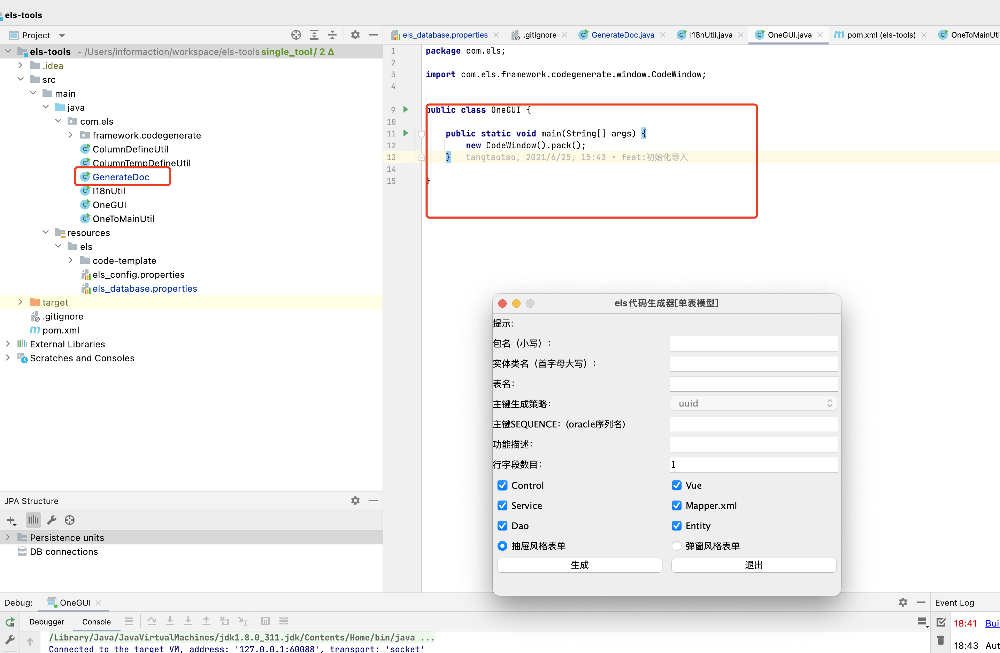 els-tools
Project
els_database.properties
.gitignore
GenerateDoc.java
I18nUtil.java
OneGUI.java
pom.xml (els-tools)
els-tools - /Users/informaction/workspace/els-tools single_tool / 2 Δ
.idea
src
main
java
com.els
framework.codegenerate
ColumnDefineUtil
ColumnTempDefineUtil
GenerateDoc
I18nUtil
OneGUI
OneToMainUtil
resources
els
code-template
els_config.properties
els_database.properties
target
.gitignore
pom.xml
External Libraries
Scratches and Consoles
1 package com.els;
2
3 import com.els.framework.codegenerate.window.CodeWindow;
4
9 public class OneGUI {
10
11 public static void main(String[] args) {
12 new CodeWindow().pack();
13 } tangtaotao, 2021/6/25, 15:43 • feat:初始化导入
14
15 }
els代码生成器[单表模型]
提示:
包名（小写）:
实体类名（首字母大写）:
表名:
主键生成策略: uuid
主键SEQUENCE: (oracle序列名)
功能描述:
行字段数目: 1
Control Vue
Service Mapper.xml
Dao Entity
抽屉风格表单 弹窗风格表单
生成 退出
JPA Structure
Persistence units
DB connections
Debug: OneGUI
Debugger Console
/Library/Java/JavaVirtualMachines/jdk1.8.0_311.jdk/Contents/Home/bin/java ...
Connected to the target VM, address: '127.0.0.1:60088', transport: 'socket'
Event Log
18:41
18:43